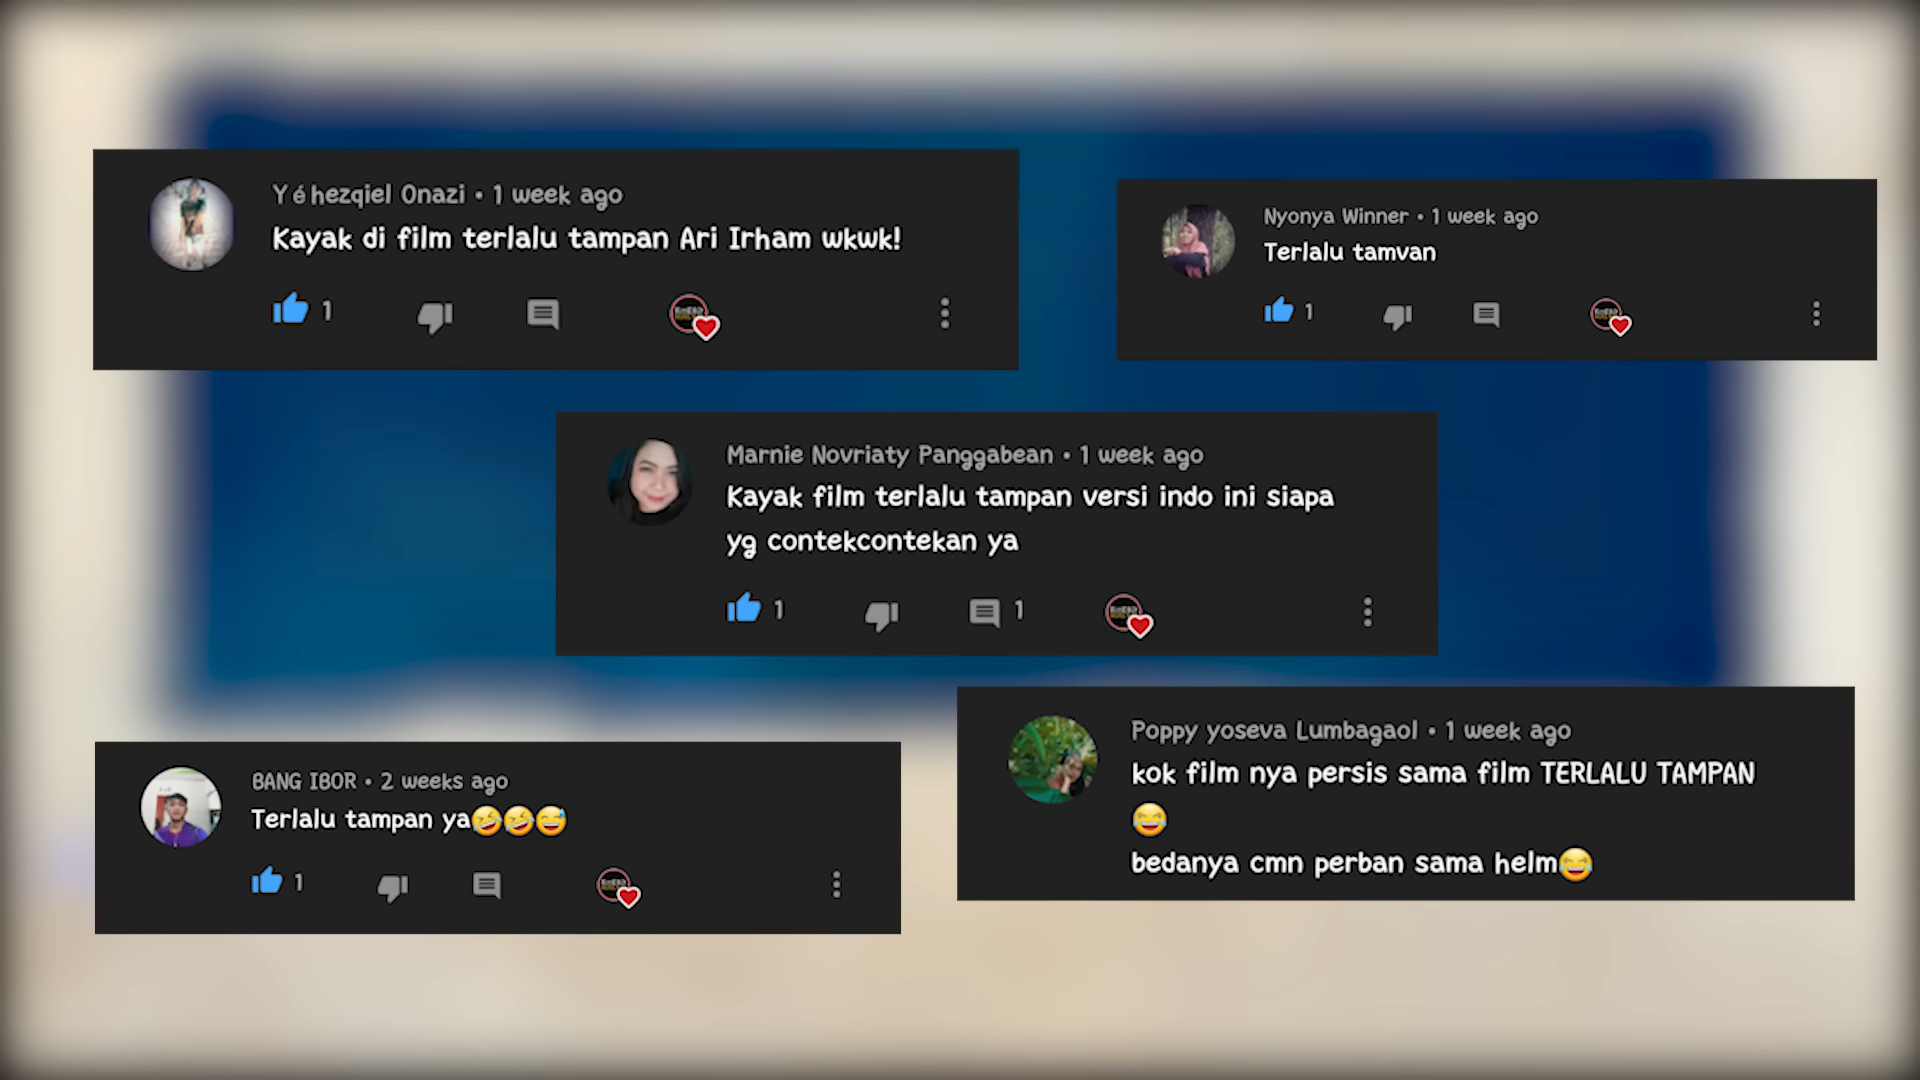 Yéhezqiel Onazi • 1 week ago
Kayak di film terlalu tampan Ari Irham wkwk!
1
Nyonya Winner • 1 week ago
Terlalu tamvan
1
Marnie Novriaty Panggabean • 1 week ago
Kayak film terlalu tampan versi indo ini siapa
yg contekcontekan ya
1 1
BANG IBOR • 2 weeks ago
Terlalu tampan ya🤣🤣😅
1
Poppy yoseva Lumbagaol • 1 week ago
kok film nya persis sama film TERLALU TAMPAN
😂
bedanya cmn perban sama helm😂